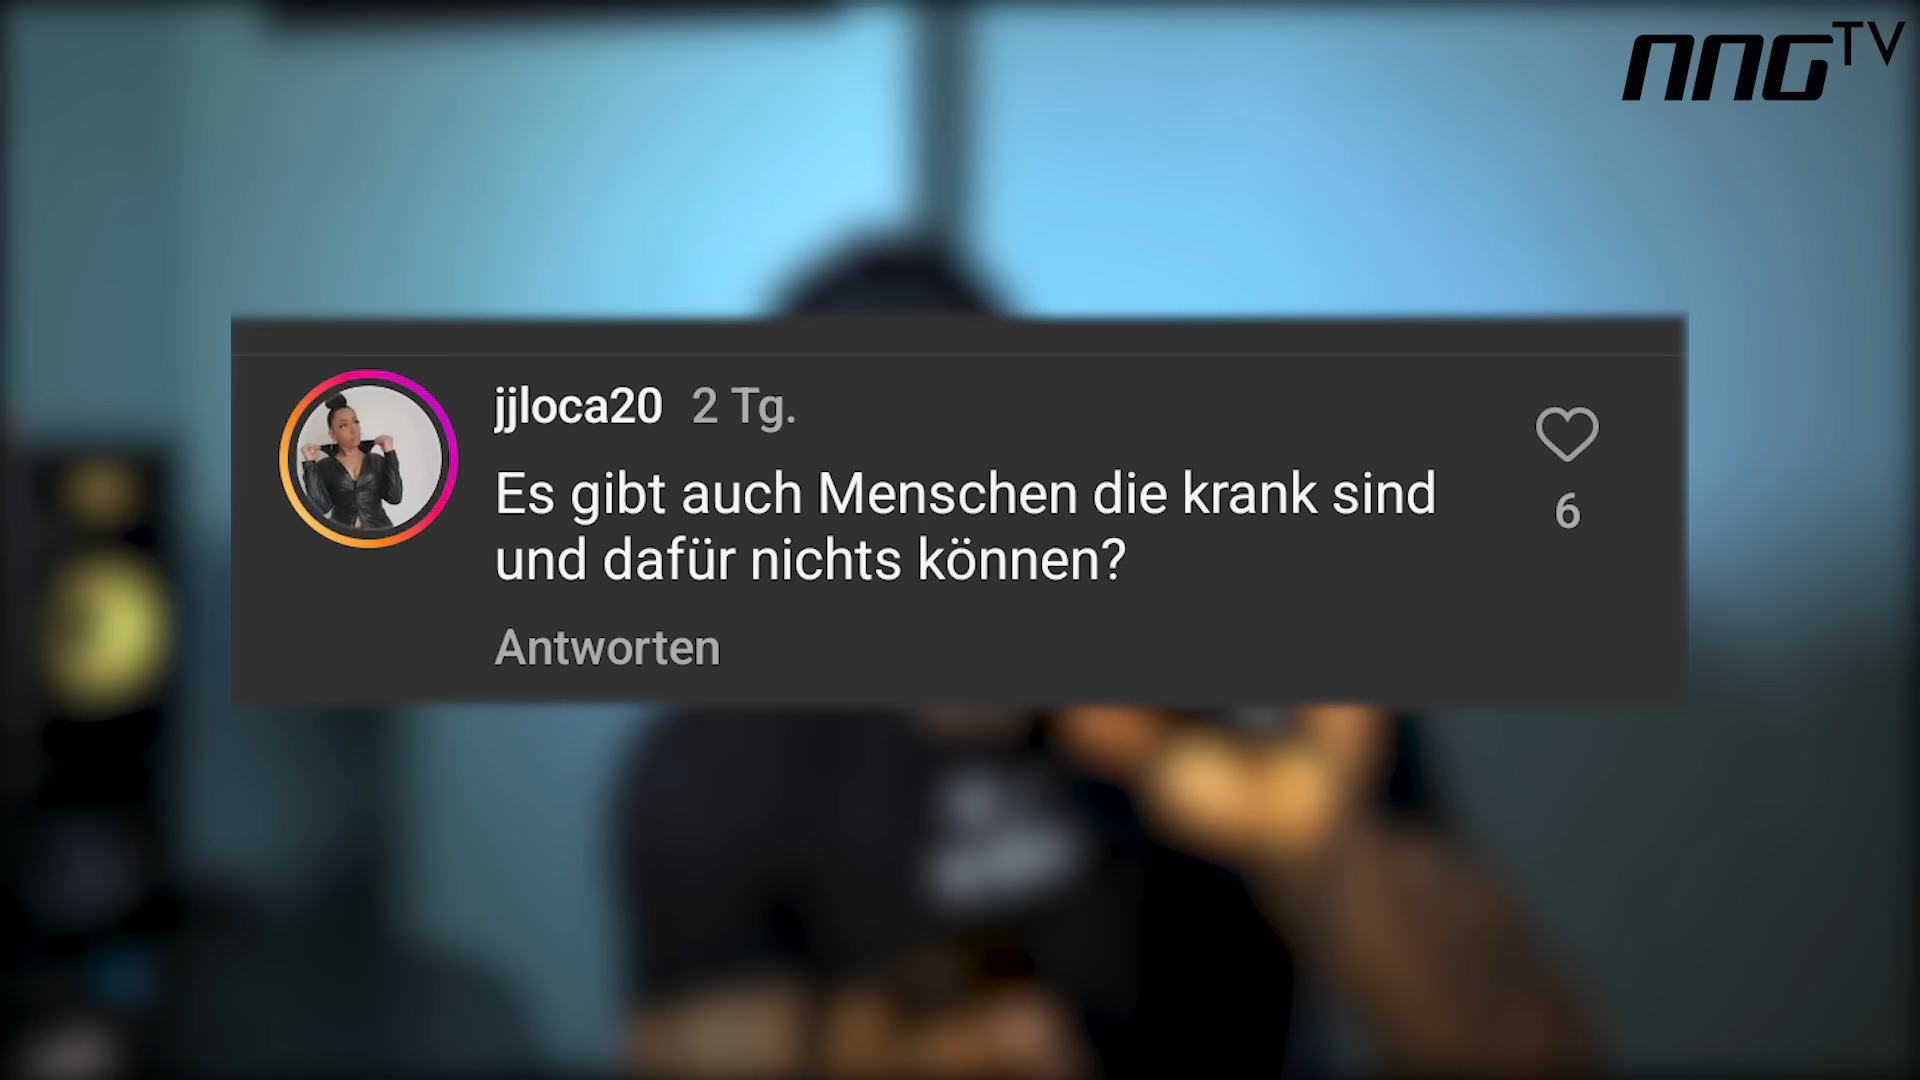 nnG TV
jjloca20 2 Tg.
Es gibt auch Menschen die krank sind
und dafür nichts können?
6
Antworten